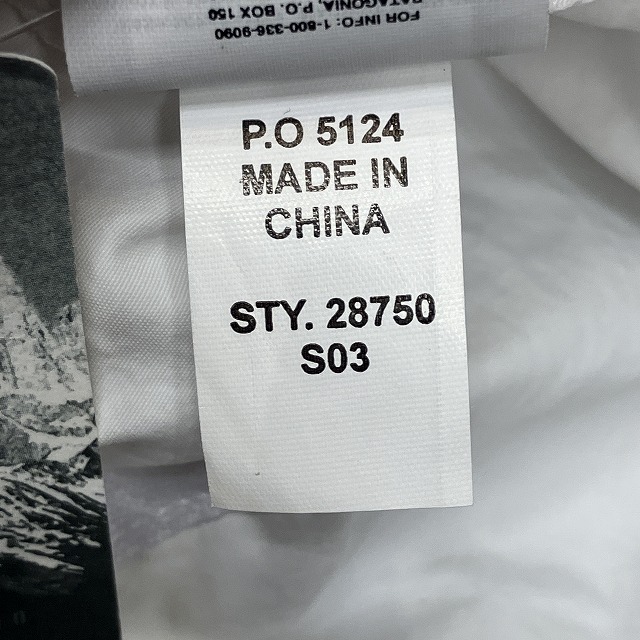 PATAGONIA, P.O. BOX 150
FOR INFO: 1-800-336-9090
P.O 5124
MADE IN
CHINA
STY. 28750
S03